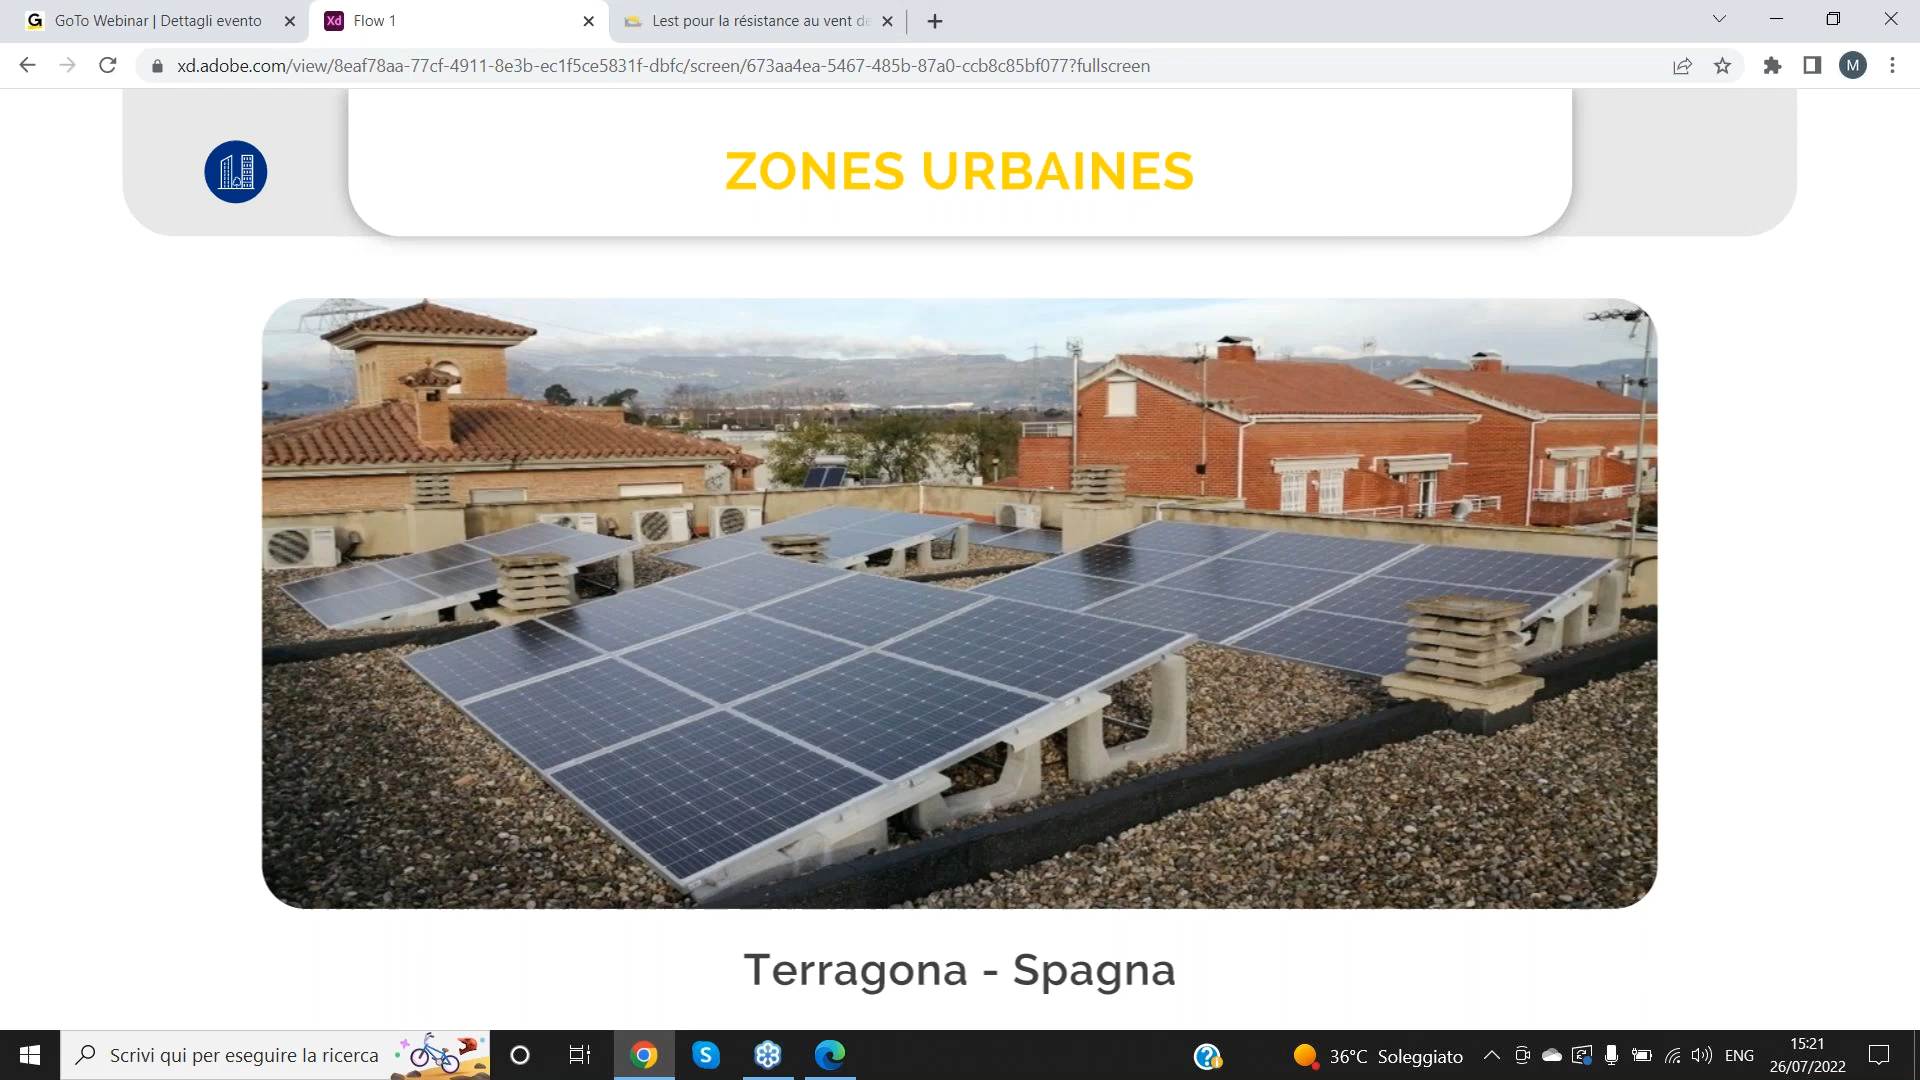 G GoTo Webinar | Dettagli evento
Xd Flow 1
Lest pour la résistance au vent de
xd.adobe.com/view/8eaf78aa-77cf-4911-8e3b-ec1f5ce5831f-dbfc/screen/673aa4ea-5467-485b-87a0-ccb8c85bf077?fullscreen
M
ZONES URBAINES
Terragona - Spagna
Scrivi qui per eseguire la ricerca
36°C Soleggiato
ENG
15:21
26/07/2022